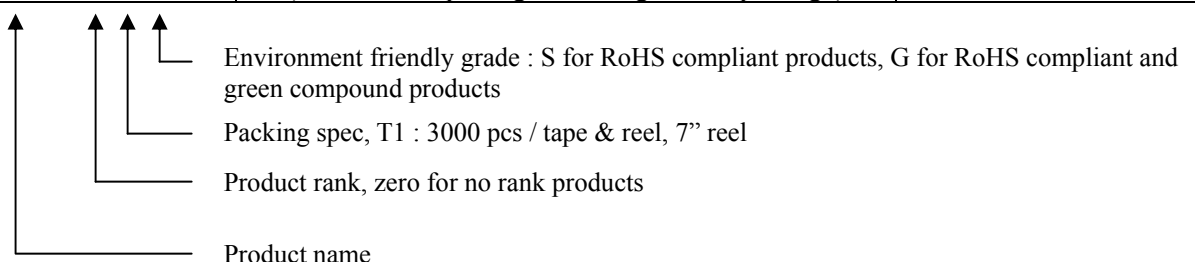 Environment friendly grade : S for RoHS compliant products, G for RoHS compliant and
green compound products
Packing spec, T1 : 3000 pcs / tape & reel, 7” reel
Product rank, zero for no rank products
Product name